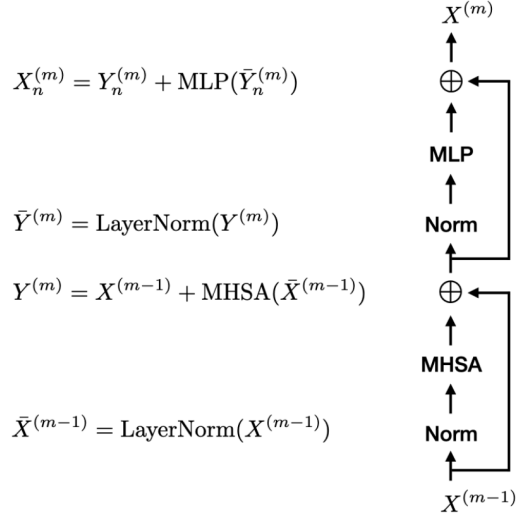 X^{(m)}
X_n^{(m)} = Y_n^{(m)} + MLP(\bar{Y}_n^{(m)})
⊕
MLP
\bar{Y}^{(m)} = LayerNorm(Y^{(m)})
Norm
Y^{(m)} = X^{(m-1)} + MHSA(\bar{X}^{(m-1)})
⊕
MHSA
\bar{X}^{(m-1)} = LayerNorm(X^{(m-1)})
Norm
X^{(m-1)}